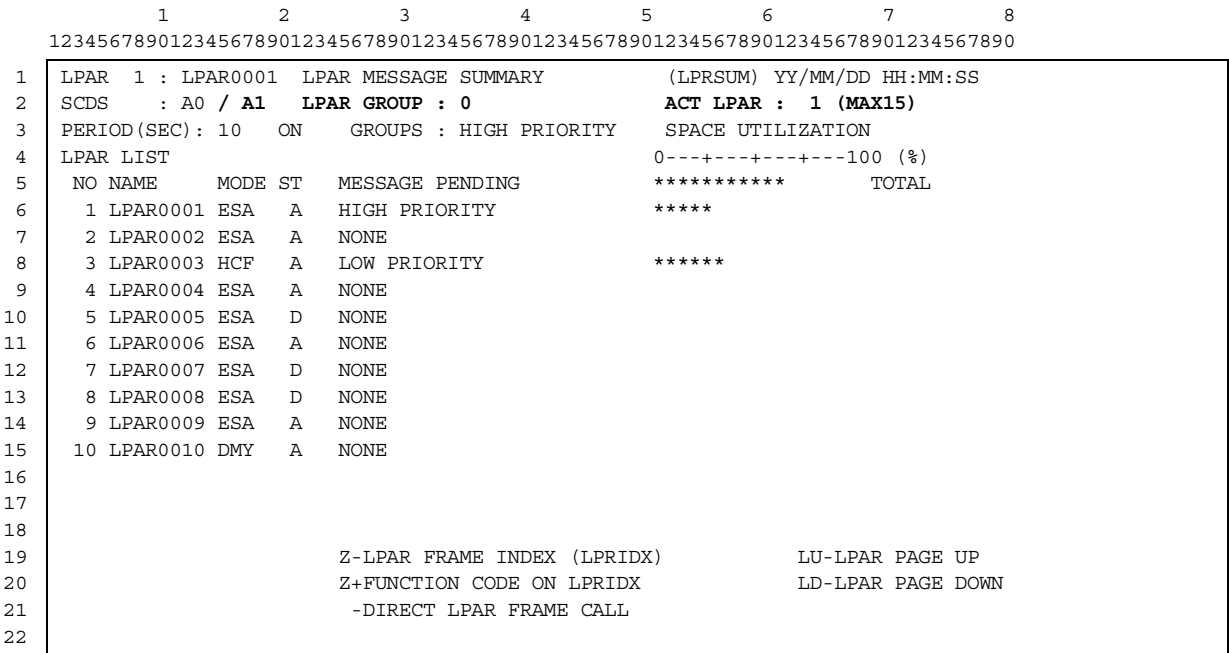 1 2 3 4 5 6 7 8
12345678901234567890123456789012345678901234567890123456789012345678901234567890
1 LPAR 1 : LPAR0001 LPAR MESSAGE SUMMARY (LPRSUM) YY/MM/DD HH:MM:SS
2 SCDS : A0 / A1 LPAR GROUP : 0 ACT LPAR : 1 (MAX15)
3 PERIOD(SEC): 10 ON GROUPS : HIGH PRIORITY SPACE UTILIZATION
4 LPAR LIST 0---+---+---+---100 (%)
5 NO NAME MODE ST MESSAGE PENDING *********** TOTAL
6 1 LPAR0001 ESA A HIGH PRIORITY *****
7 2 LPAR0002 ESA A NONE
8 3 LPAR0003 HCF A LOW PRIORITY ******
9 4 LPAR0004 ESA A NONE
10 5 LPAR0005 ESA D NONE
11 6 LPAR0006 ESA A NONE
12 7 LPAR0007 ESA D NONE
13 8 LPAR0008 ESA D NONE
14 9 LPAR0009 ESA A NONE
15 10 LPAR0010 DMY A NONE
16
17
18
19 Z-LPAR FRAME INDEX (LPRIDX) LU-LPAR PAGE UP
20 Z+FUNCTION CODE ON LPRIDX LD-LPAR PAGE DOWN
21 -DIRECT LPAR FRAME CALL
22